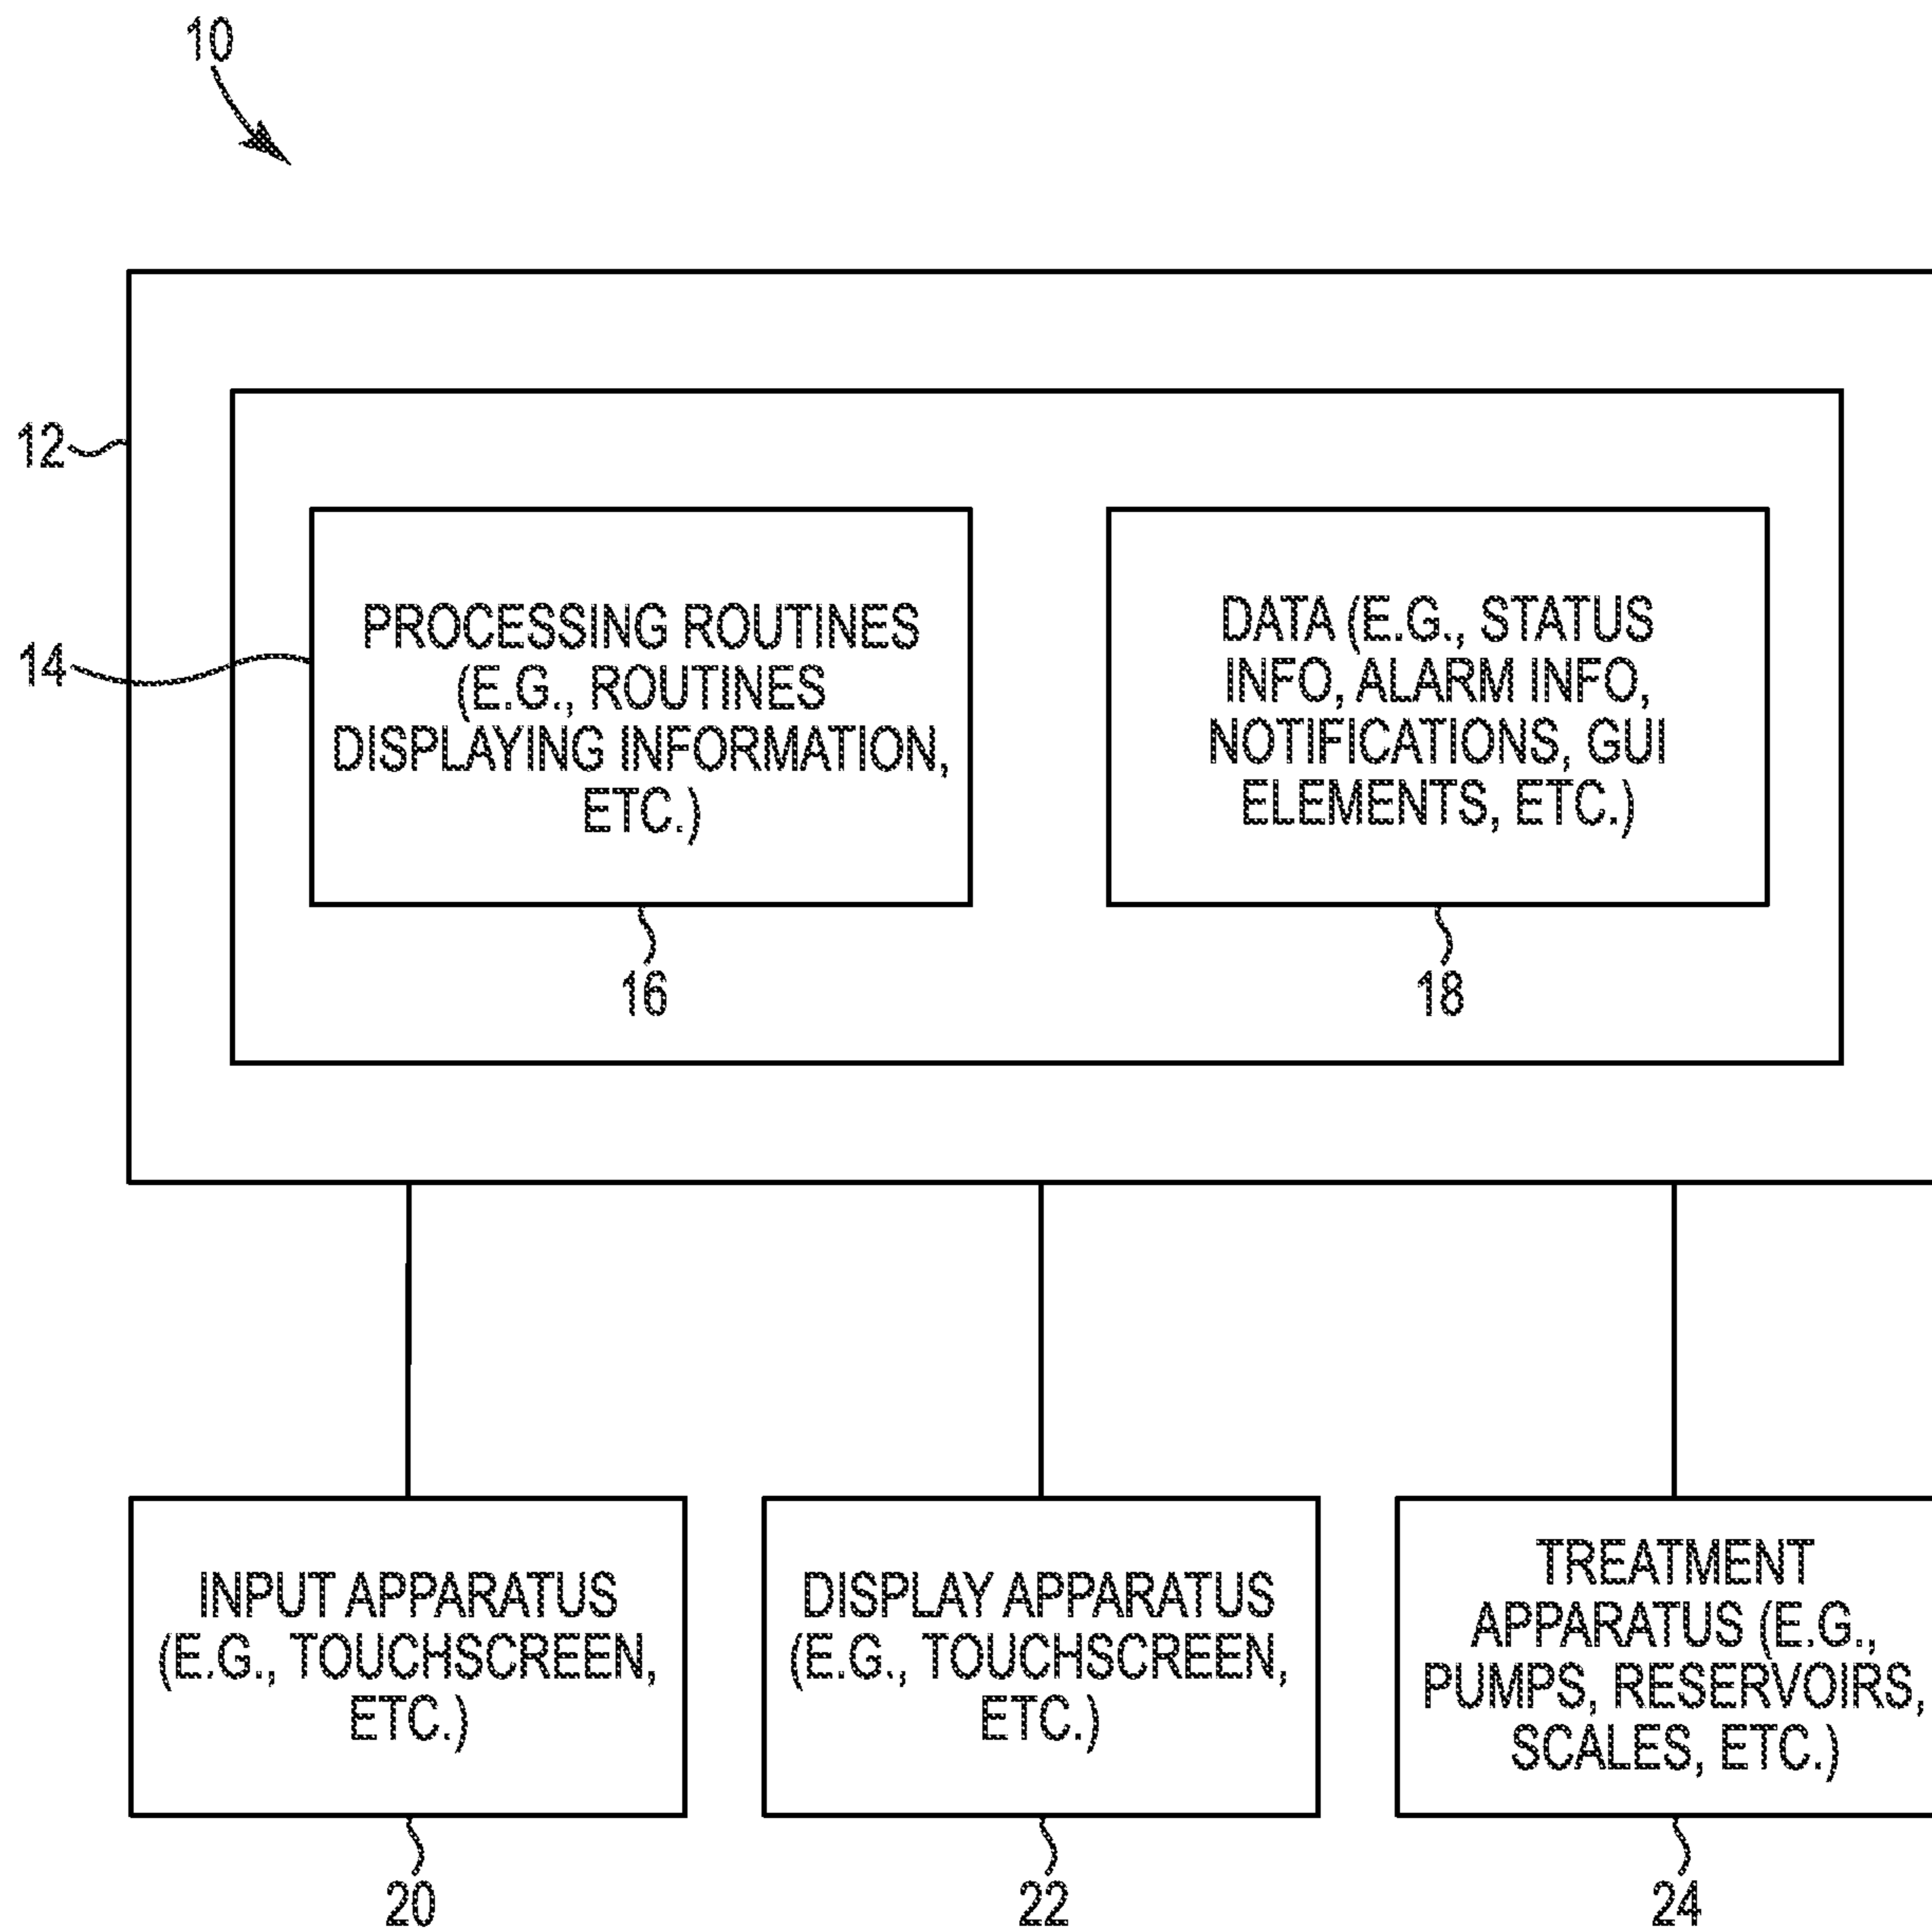 10
12
14
PROCESSING ROUTINES
(E.G., ROUTINES
DISPLAYING INFORMATION,
ETC.)
16
DATA (E.G., STATUS
INFO, ALARM INFO,
NOTIFICATIONS, GUI
ELEMENTS, ETC.)
18
INPUT APPARATUS
(E.G., TOUCHSCREEN,
ETC.)
20
DISPLAY APPARATUS
(E.G., TOUCHSCREEN,
ETC.)
22
TREATMENT
APPARATUS (E.G.,
PUMPS, RESERVOIRS,
SCALES, ETC.)
24